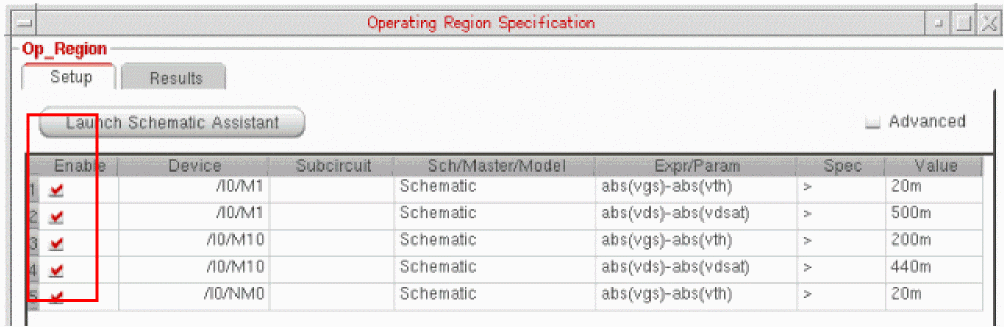 Operating Region Specification
Op_Region
Setup Results
Launch Schematic Assistant Advanced
Enable Device Subcircuit Sch/Master/Model Expr/Param Spec Value
1 /I0/M1 Schematic abs(vgs)-abs(vth) > 20m
2 /I0/M1 Schematic abs(vds)-abs(vdsat) > 500m
3 /I0/M10 Schematic abs(vgs)-abs(vth) > 200m
4 /I0/M10 Schematic abs(vds)-abs(vdsat) > 440m
5 /I0/NM0 Schematic abs(vgs)-abs(vth) > 20m